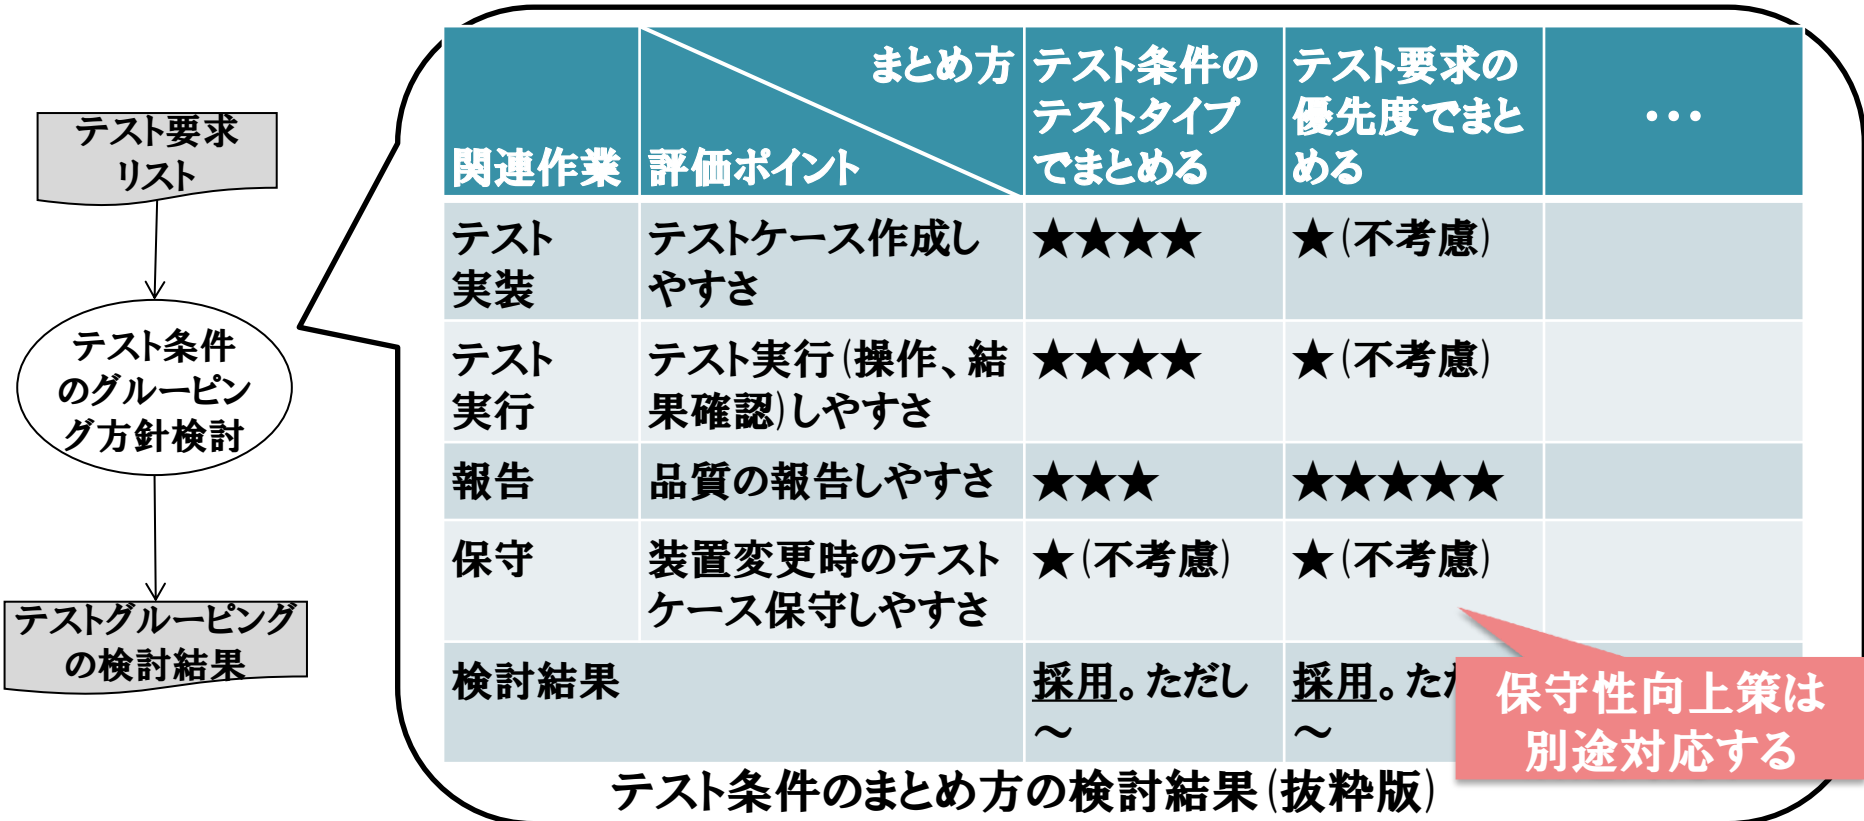 テスト要求
リスト
テスト条件
のグルーピン
グ方針検討
テストグルーピング
の検討結果
関連作業
まとめ方
評価ポイント
テスト条件の
テストタイプ
でまとめる
テスト要求の
優先度でまと
める
・・・
テスト
実装
テストケース作成し
やすさ
★★★★
★(不考慮)
テスト
実行
テスト実行(操作、結
果確認)しやすさ
★★★★
★(不考慮)
報告
品質の報告しやすさ
★★★
★★★★★
保守
装置変更時のテスト
ケース保守しやすさ
★(不考慮)
★(不考慮)
検討結果
採用。ただし
～
採用。ただ
～
保守性向上策は
別途対応する
テスト条件のまとめ方の検討結果(抜粋版)